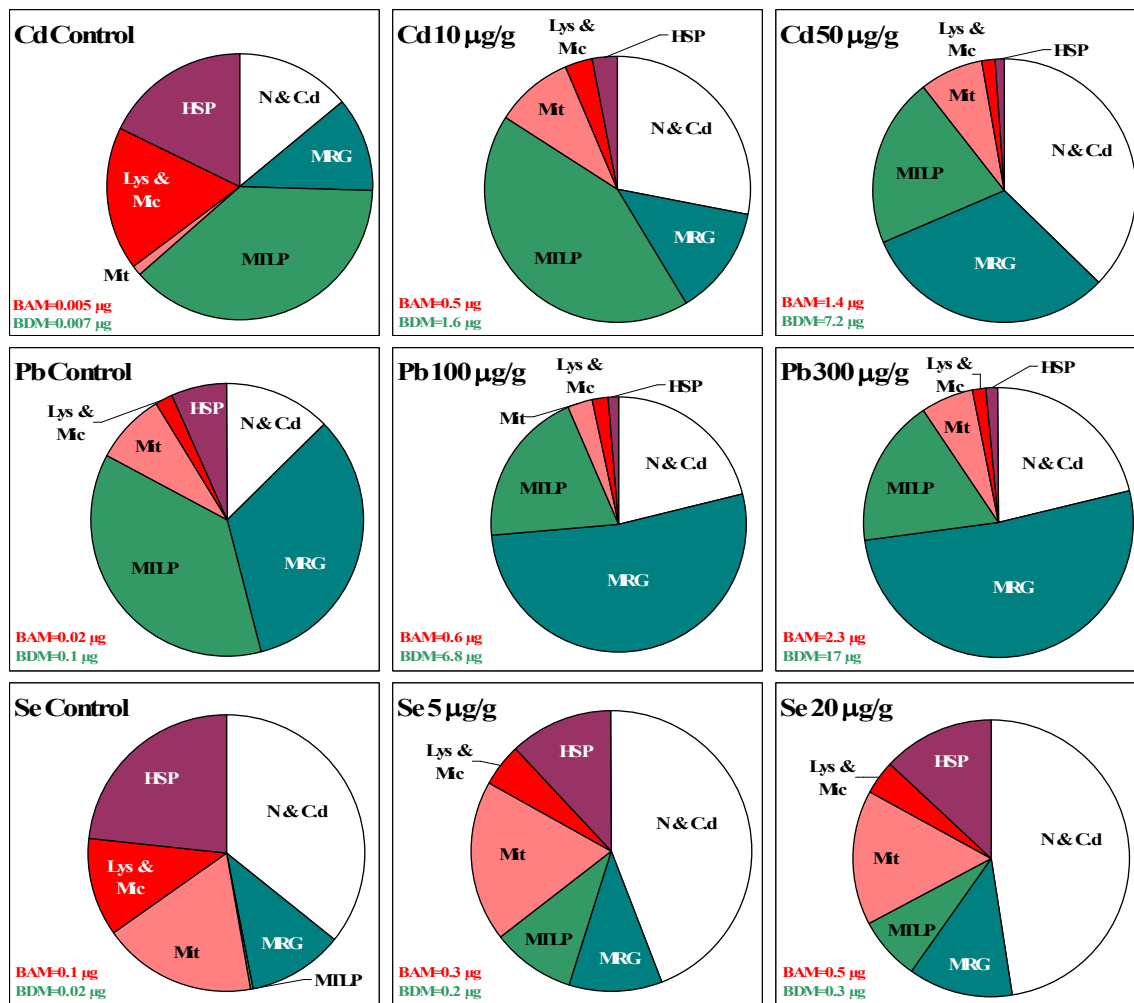 Cd Control
HSP
N & C.d
MRG
MTLP
Mit
Lys &
Mic
BAM=0.005 µg
BDM=0.007 µg
Cd 10 µg/g
Lys &
Mic
HSP
N & C.d
MRG
MTLP
Mit
BAM=0.5 µg
BDM=1.6 µg
Cd 50 µg/g
Lys &
Mic
HSP
N & C.d
MRG
MTLP
Mit
BAM=1.4 µg
BDM=7.2 µg
Pb Control
Lys &
Mic
HSP
N & C.d
MRG
MTLP
Mit
BAM=0.02 µg
BDM=0.1 µg
Pb 100 µg/g
Lys &
Mic
HSP
N & C.d
MRG
MTLP
Mit
BAM=0.6 µg
BDM=6.8 µg
Pb 300 µg/g
Lys &
Mic
HSP
N & C.d
MRG
MTLP
Mit
BAM=2.3 µg
BDM=17 µg
Se Control
HSP
N & C.d
Lys &
Mic
Mit
MRG
MTLP
BAM=0.1 µg
BDM=0.02 µg
Se 5 µg/g
Lys &
Mic
HSP
N & C.d
Mit
MTLP
MRG
BAM=0.3 µg
BDM=0.2 µg
Se 20 µg/g
Lys &
Mic
HSP
N & C.d
Mit
MTLP
MRG
BAM=0.5 µg
BDM=0.3 µg